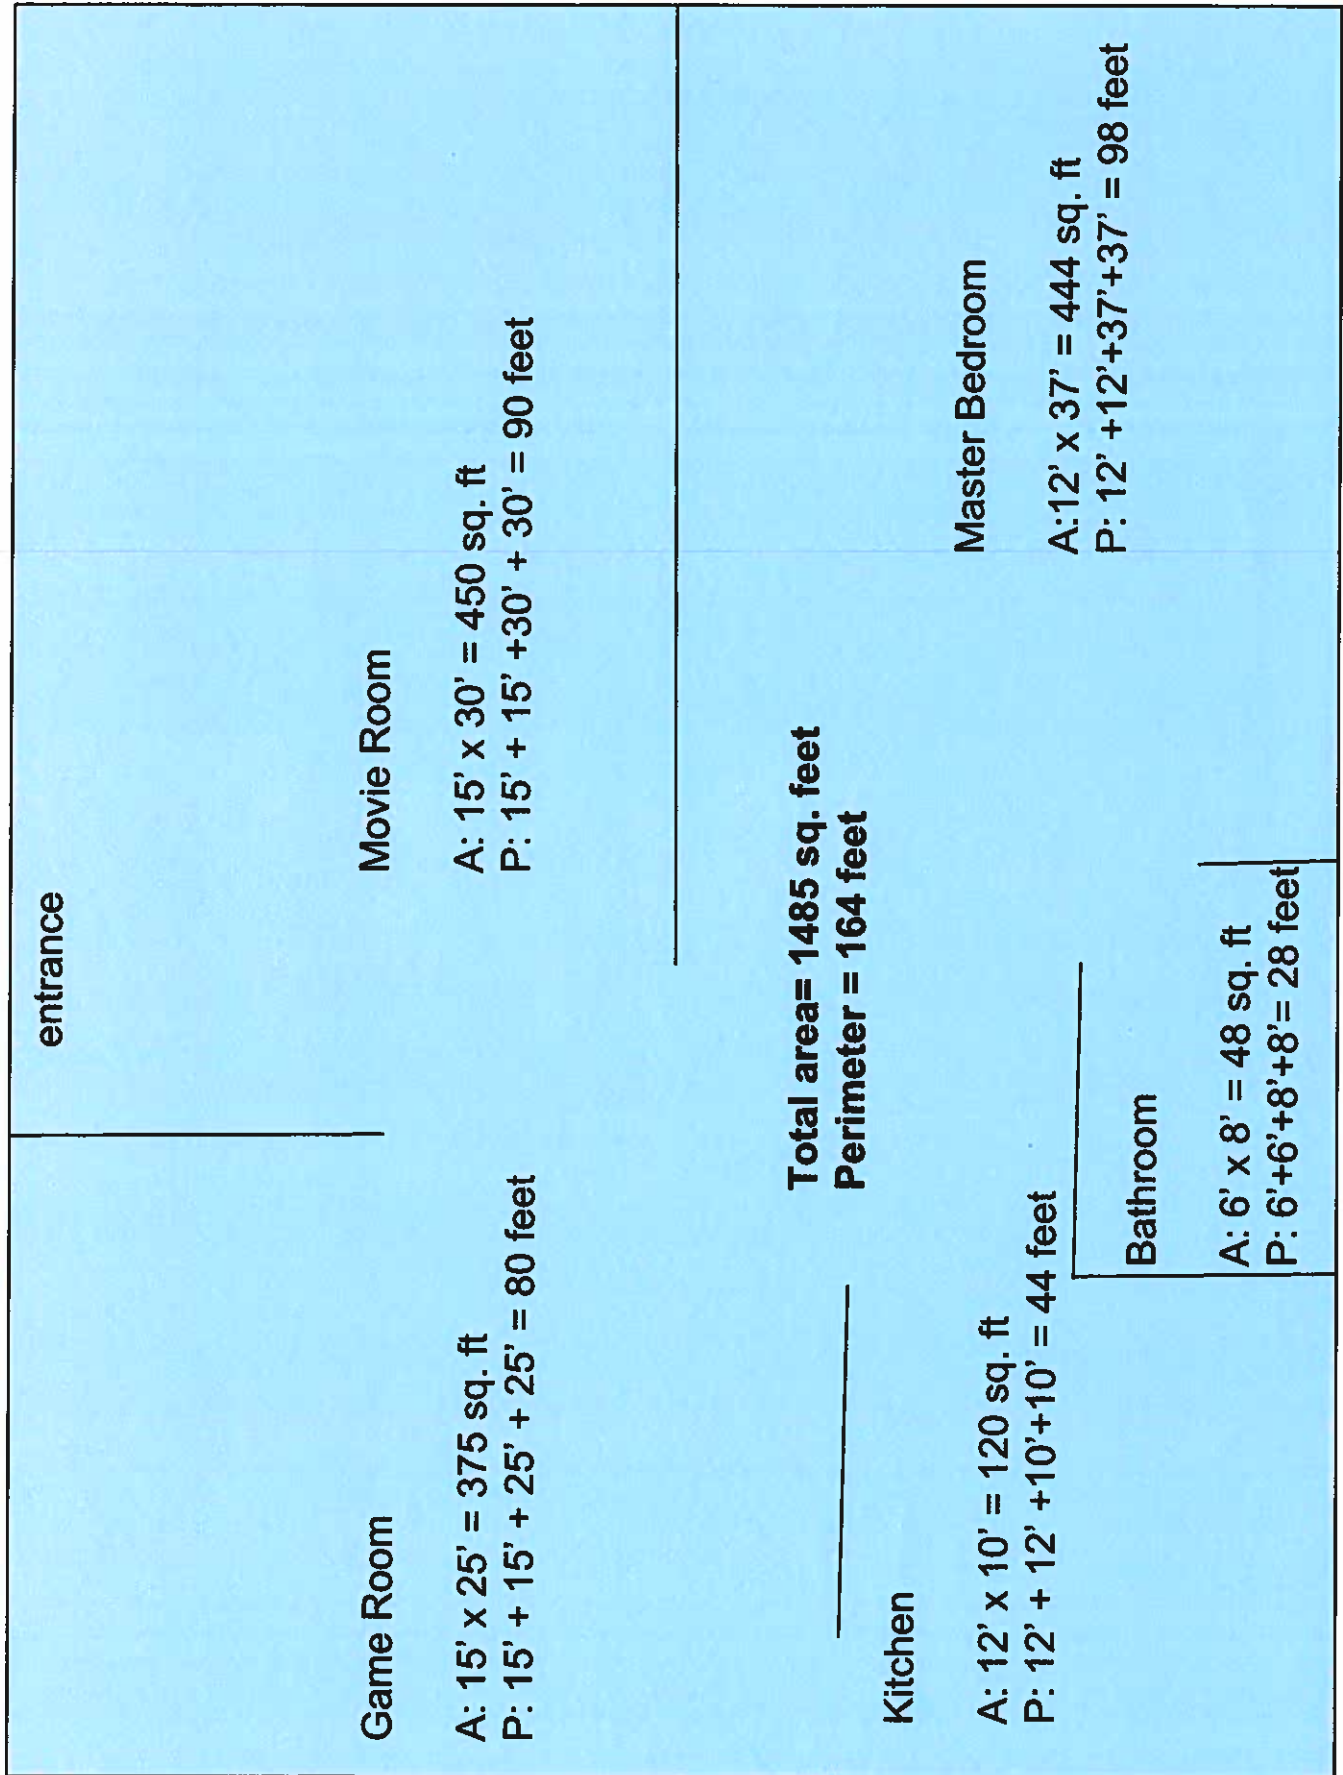 entrance
Game Room
A: 15' x 25' = 375 sq. ft
P: 15' + 15' + 25' + 25' = 80 feet
Movie Room
A: 15' x 30' = 450 sq. ft
P: 15' + 15' +30' + 30' = 90 feet
Total area= 1485 sq. feet
Perimeter = 164 feet
Kitchen
A: 12' x 10' = 120 sq. ft
P: 12' + 12' +10'+10' = 44 feet
Bathroom
A: 6' x 8' = 48 sq. ft
P: 6'+6'+8'+8'= 28 feet
Master Bedroom
A:12' x 37' = 444 sq. ft
P: 12' +12'+37'+37' = 98 feet